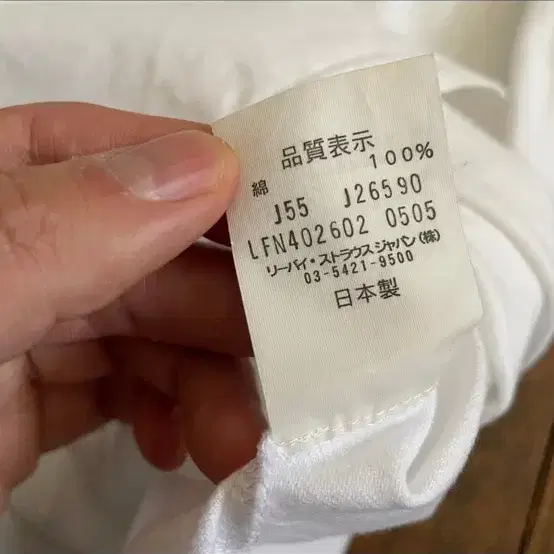 品質表示
綿 100%
J55 J26590
LFN402602 0505
リーバイ・ストラウスジャパン(株)
03-5421-9500
日本製